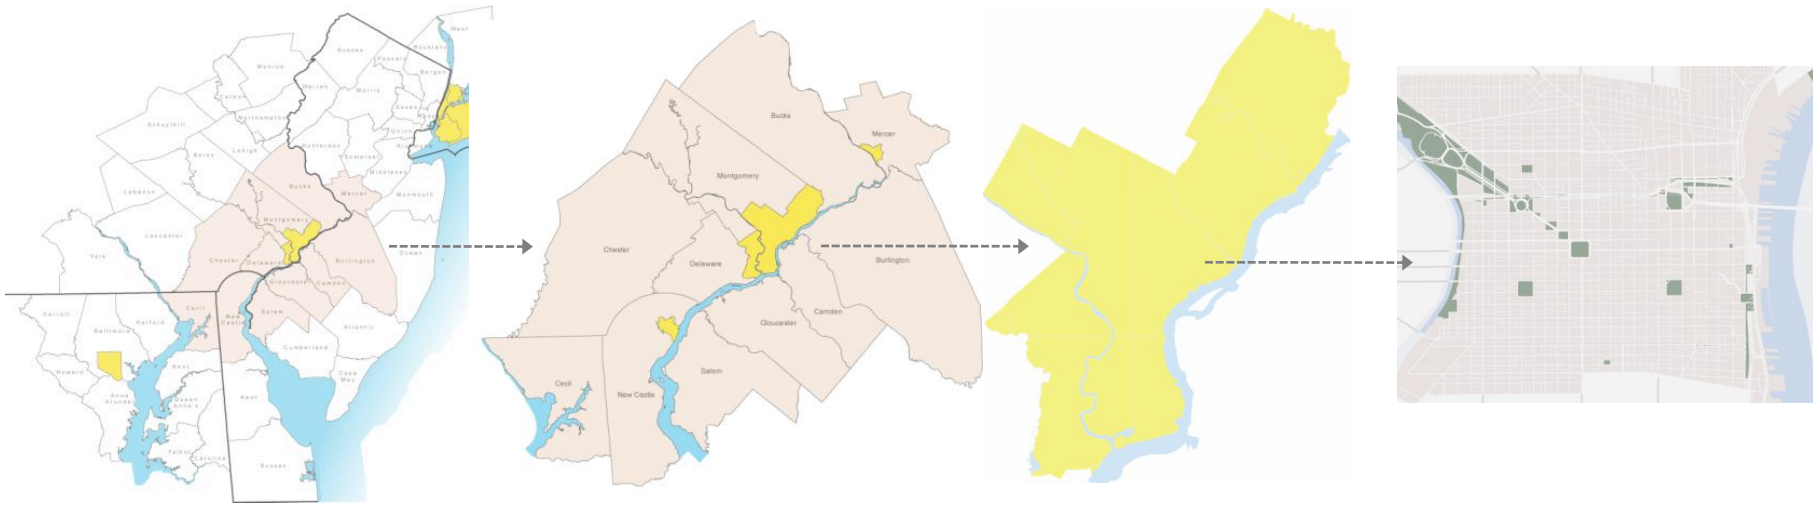 Sussex
Rockland
Passaic
Bergen
Monroe
Warren
Morris
Essex
Carbon
Northampton
Union
Schuylkill
Hunterdon
Somerset
Lehigh
Berks
Middlesex
Lebanon
Bucks
Mercer
Monmouth
Montgomery
Lancaster
Ocean
York
Chester
Delaware
Burlington
Gloucester
Camden
Cecil
New
Castle
Salem
Carroll
Baltimore
Harford
Atlantic
Cumberland
Howard
Kent
Cape
May
Anne
Arundel
Queen
Anne's
Kent
Talbot
Caroline
Sussex
Bucks
Mercer
Montgomery
Chester
Delaware
Burlington
Camden
Gloucester
Salem
Cecil
New Castle